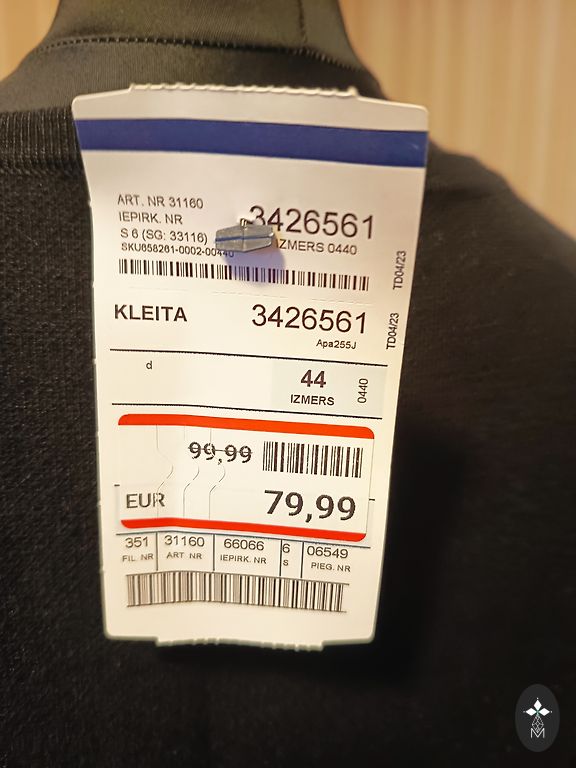 ART. NR 31160
IEPIRK. NR
3426561
S 6 (SG: 33116)
IZMERS 0440
SKU658261-0002-00440
TD04/23
KLEITA
3426561
Apa255J
TD04/23
d
44
IZMERS
0440
99,99
EUR
79,99
351 31160 66066 6 06549
FIL. NR ART NR IEPIRK. NR S PIEG. NR
M